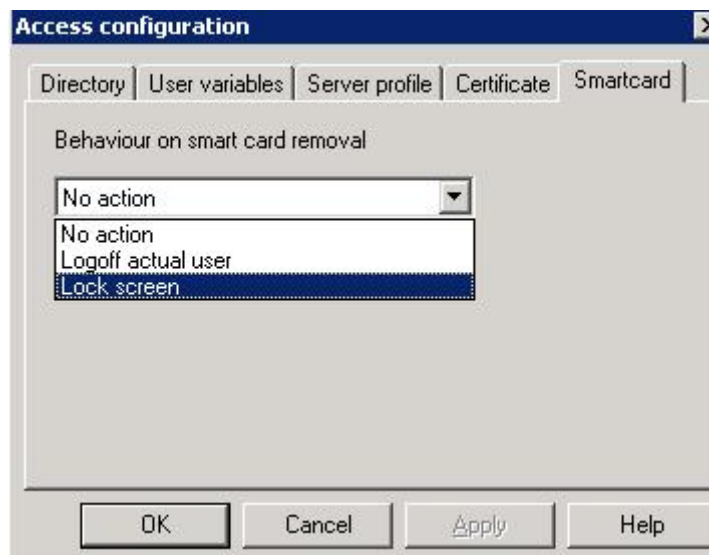 Access configuration
Directory User variables Server profile Certificate Smartcard
Behaviour on smart card removal
No action
No action
Logoff actual user
Lock screen
OK Cancel Apply Help